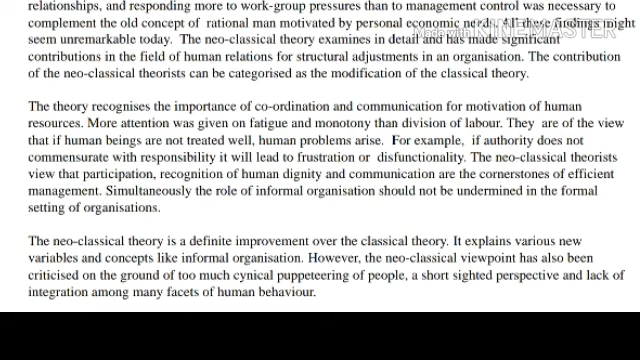 relationships, and responding more to work-group pressures than to management control was necessary to
complement the old concept of rational man motivated by personal economic needs. All these findings might
seem unremarkable today. The neo-classical theory examines in detail and has made significant
contributions in the field of human relations for structural adjustments in an organisation. The contribution
of the neo-classical theorists can be categorised as the modification of the classical theory.
The theory recognises the importance of co-ordination and communication for motivation of human
resources. More attention was given on fatigue and monotony than division of labour. They are of the view
that if human beings are not treated well, human problems arise. For example, if authority does not
commensurate with responsibility it will lead to frustration or disfunctionality. The neo-classical theorists
view that participation, recognition of human dignity and communication are the cornerstones of efficient
management. Simultaneously the role of informal organisation should not be undermined in the formal
setting of organisations.
The neo-classical theory is a definite improvement over the classical theory. It explains various new
variables and concepts like informal organisation. However, the neo-classical viewpoint has also been
criticised on the ground of too much cynical puppeteering of people, a short sighted perspective and lack of
integration among many facets of human behaviour.
Made with
KINEMASTER